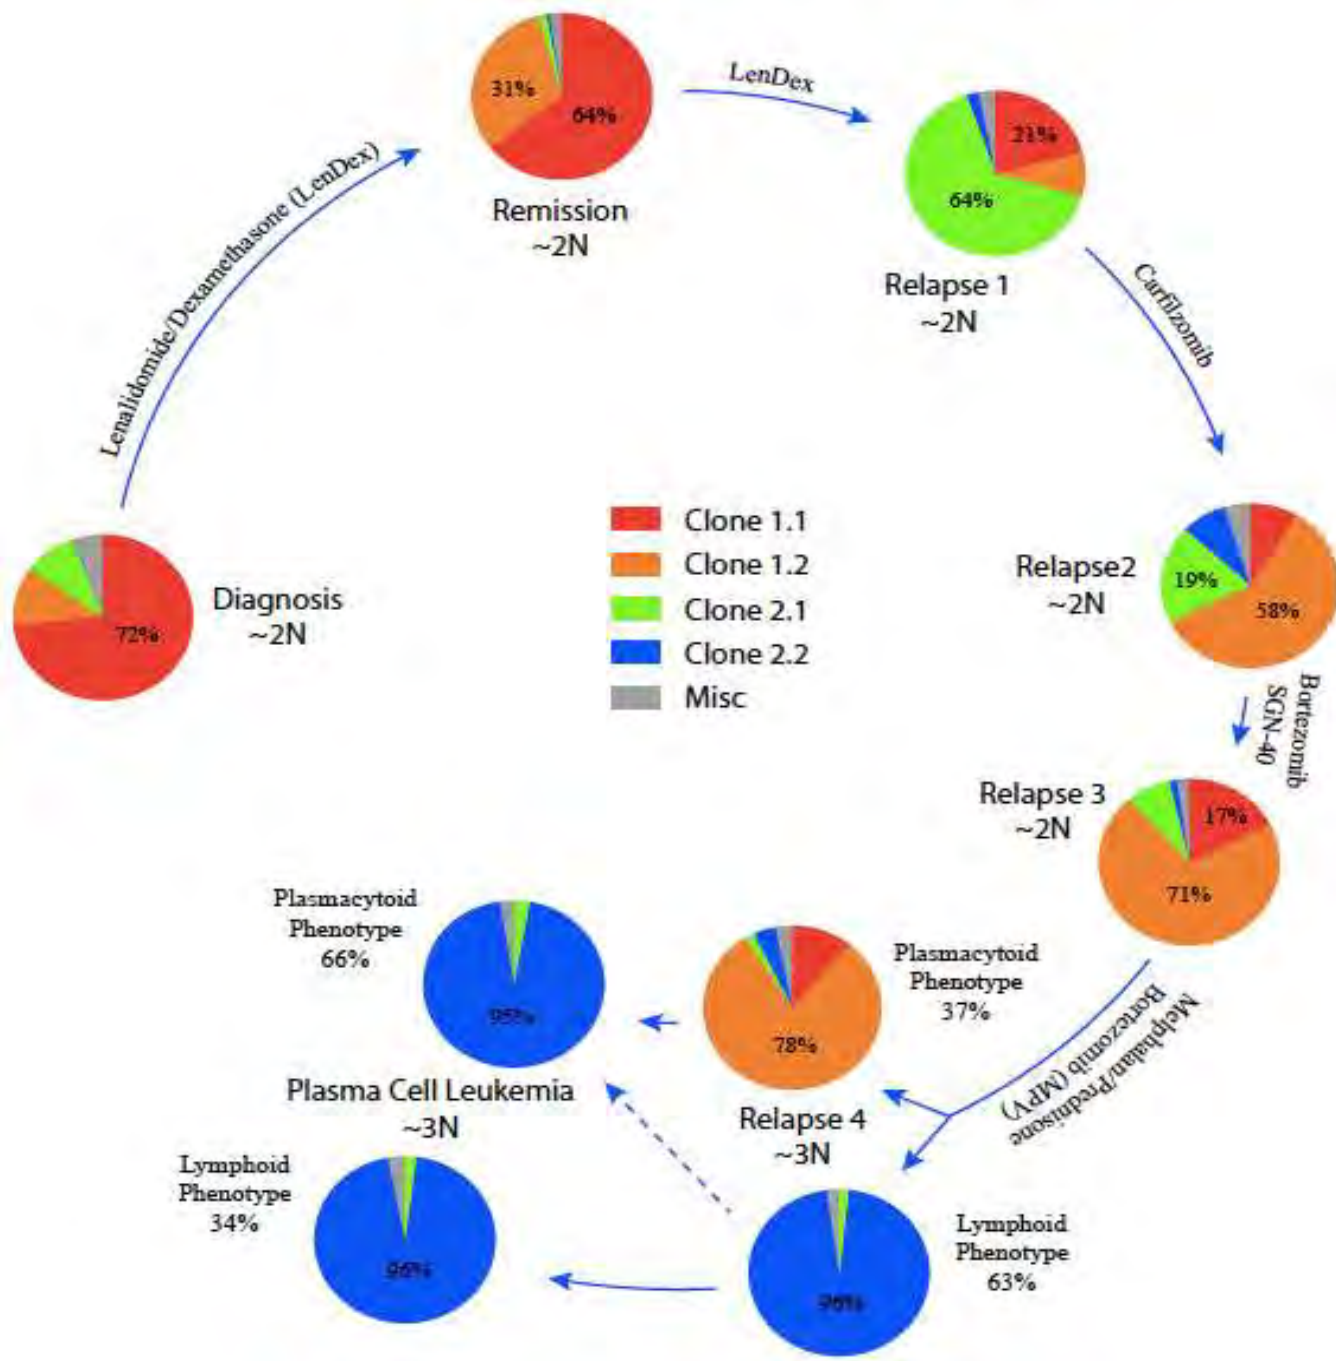 31%
64%
Remission
~2N
LenDex
21%
64%
Relapse 1
~2N
Lenalidomide/Dexamethasone (LenDex)
Carfilzomib
72%
Diagnosis
~2N
Clone 1.1
Clone 1.2
Clone 2.1
Clone 2.2
Misc
Relapse2
~2N
19%
58%
Bortezomib
SGN-40
Relapse 3
~2N
17%
71%
Melphalan/Prednisone
Bortezomib (MPV)
Plasmacytoid
Phenotype
66%
95%
Plasma Cell Leukemia
~3N
78%
Plasmacytoid
Phenotype
37%
Relapse 4
~3N
Lymphoid
Phenotype
34%
96%
96%
Lymphoid
Phenotype
63%